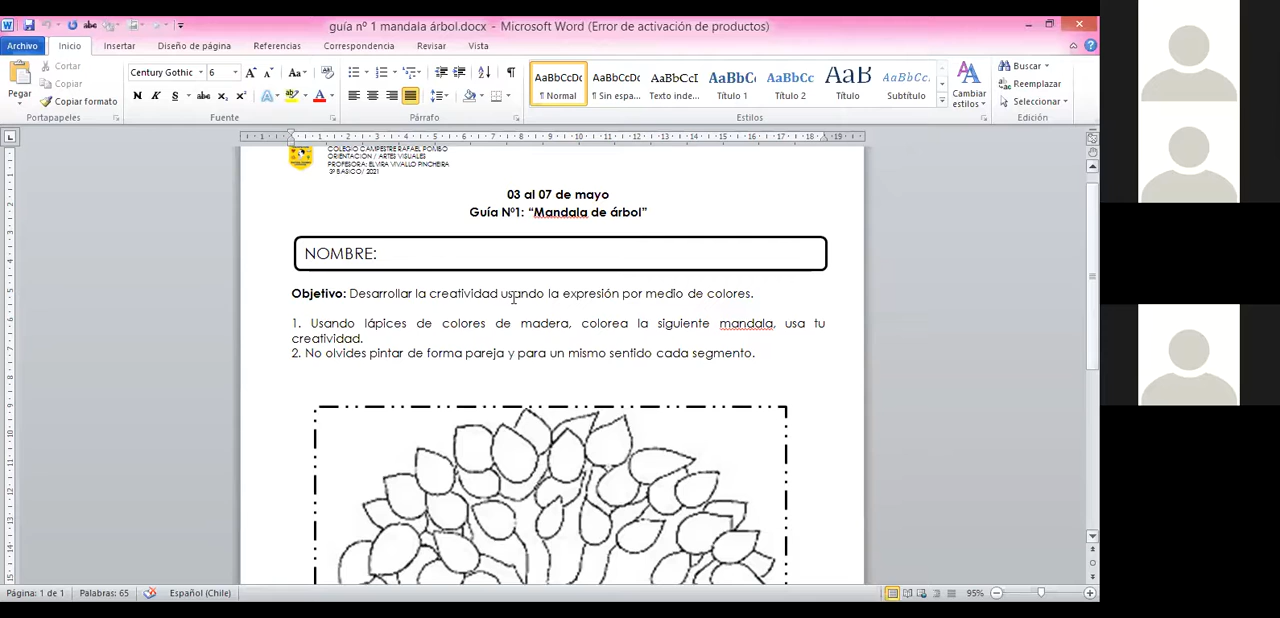 guía nº 1 mandala árbol.docx - Microsoft Word (Error de activación de productos)
Archivo Inicio Insertar Diseño de página Referencias Correspondencia Revisar Vista
Pegar
Cortar
Copiar
Copiar formato
Portapapeles
Century Gothic 6
Fuente
Párrafo
AaBbCcDc AaBbCcDc AaBbCcI AaBbC AaBbCc AaB AaBbCc.
¶ Normal ¶ Sin espa... Texto inde... Título 1 Título 2 Título Subtítulo
Cambiar
estilos
Estilos
Buscar
Reemplazar
Seleccionar
Edición
COLEGIO CAMPESTRE RAFAEL POMBO
ORIENTACION / ARTES VISUALES
PROFESORA: ELVIRA VIVALLO PINCHERA
3º BASICO/ 2021
03 al 07 de mayo
Guía Nº1: “Mandala de árbol”
NOMBRE:
Objetivo: Desarrollar la creatividad usando la expresión por medio de colores.
1. Usando lápices de colores de madera, colorea la siguiente mandala, usa tu
creatividad.
2. No olvides pintar de forma pareja y para un mismo sentido cada segmento.
Página: 1 de 1 Palabras: 65 Español (Chile) 95%